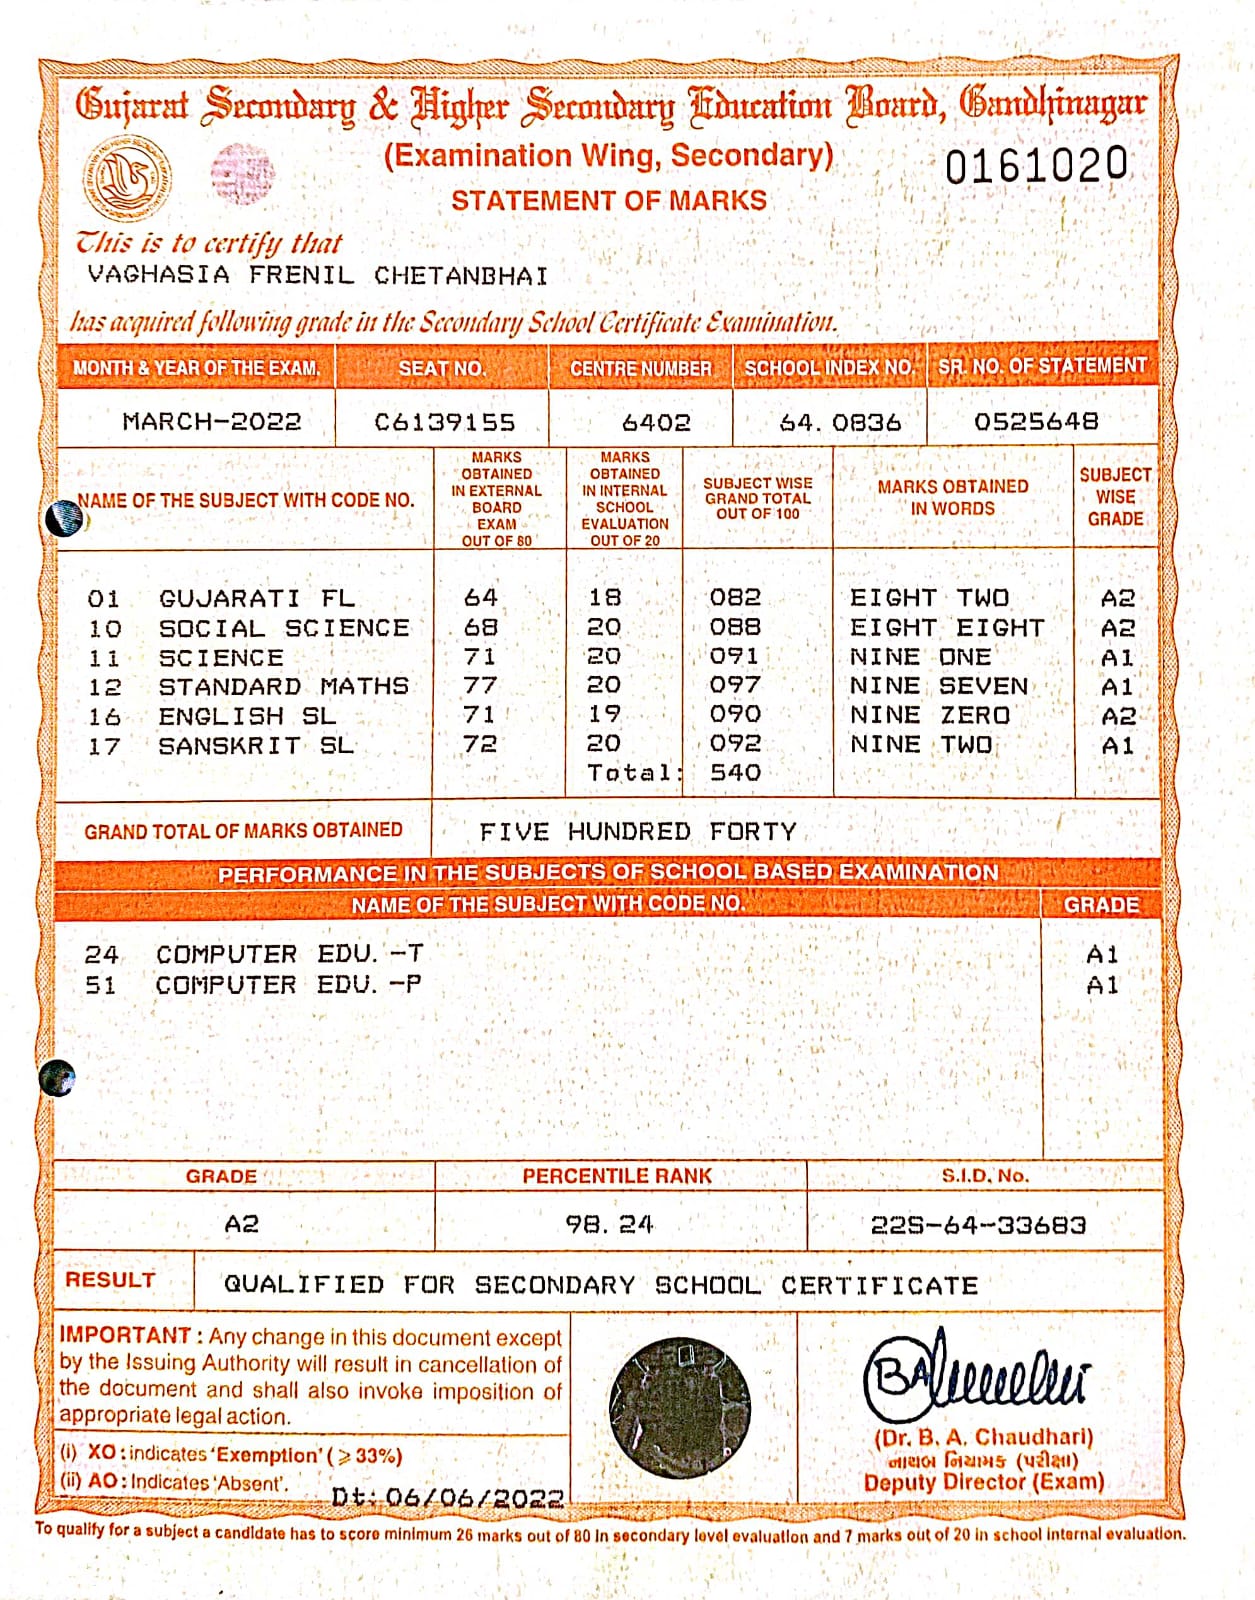 Gujarat Secondary & Higher Secondary Education Board, Gandhinagar
(Examination Wing, Secondary)
0161020
STATEMENT OF MARKS
This is to certify that
VAGHASIA FRENIL CHETANBHAI
has acquired following grade in the Secondary School Certificate Examination.
MONTH & YEAR OF THE EXAM. SEAT NO. CENTRE NUMBER SCHOOL INDEX NO. SR. NO. OF STATEMENT
MARCH-2022 C6139155 6402 64. 0836 0525648
NAME OF THE SUBJECT WITH CODE NO.
MARKS
OBTAINED
IN EXTERNAL
BOARD
EXAM
OUT OF 80
MARKS
OBTAINED
IN INTERNAL
SCHOOL
EVALUATION
OUT OF 20
SUBJECT WISE
GRAND TOTAL
OUT OF 100
MARKS OBTAINED
IN WORDS
SUBJECT
WISE
GRADE
01 GUJARATI FL 64 18 082 EIGHT TWO A2
10 SOCIAL SCIENCE 68 20 088 EIGHT EIGHT A2
11 SCIENCE 71 20 091 NINE ONE A1
12 STANDARD MATHS 77 20 097 NINE SEVEN A1
16 ENGLISH SL 71 19 090 NINE ZERO A2
17 SANSKRIT SL 72 20 092 NINE TWO A1
Total: 540
GRAND TOTAL OF MARKS OBTAINED FIVE HUNDRED FORTY
PERFORMANCE IN THE SUBJECTS OF SCHOOL BASED EXAMINATION
NAME OF THE SUBJECT WITH CODE NO. GRADE
24 COMPUTER EDU. -T A1
51 COMPUTER EDU. -P A1
GRADE PERCENTILE RANK S.I.D. No.
A2 98. 24 22S-64-33683
RESULT QUALIFIED FOR SECONDARY SCHOOL CERTIFICATE
IMPORTANT : Any change in this document except
by the Issuing Authority will result in cancellation of
the document and shall also invoke imposition of
appropriate legal action.
(i) XO : indicates 'Exemption' (⩾ 33%)
(ii) AO : Indicates 'Absent'.
Dt: 06/06/2022
(Dr. B. A. Chaudhari)
નાયબ નિયામક (પરીક્ષા)
Deputy Director (Exam)
To qualify for a subject a candidate has to score minimum 26 marks out of 80 in secondary level evaluation and 7 marks out of 20 in school internal evaluation.